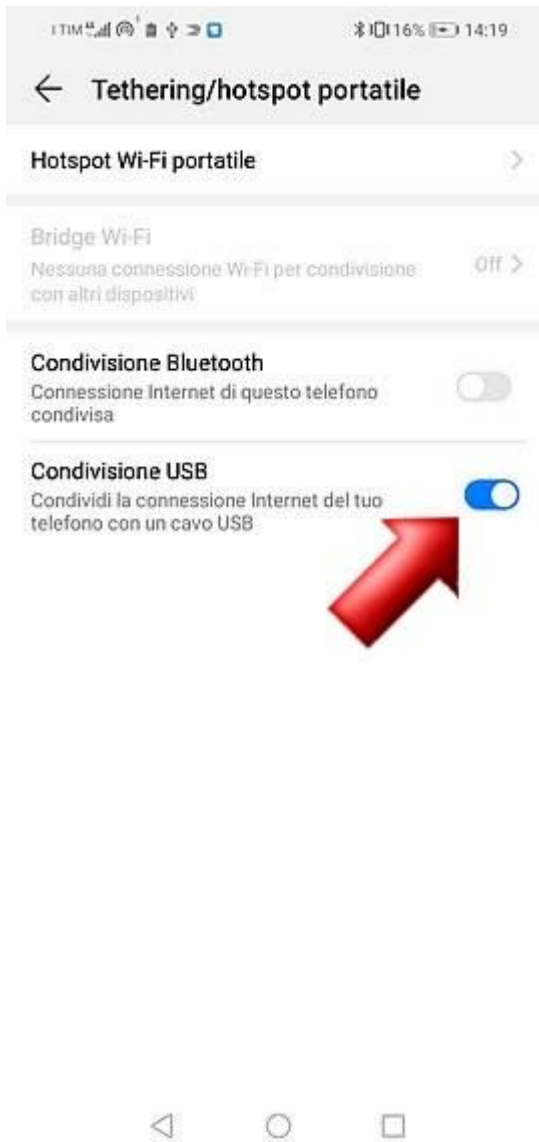 TIM 16% 14:19
Tethering/hotspot portatile
Hotspot Wi-Fi portatile
Bridge Wi-Fi
Nessuna connessione Wi-Fi per condivisione
con altri dispositivi
Off
Condivisione Bluetooth
Connessione Internet di questo telefono
condivisa
Condivisione USB
Condividi la connessione Internet del tuo
telefono con un cavo USB